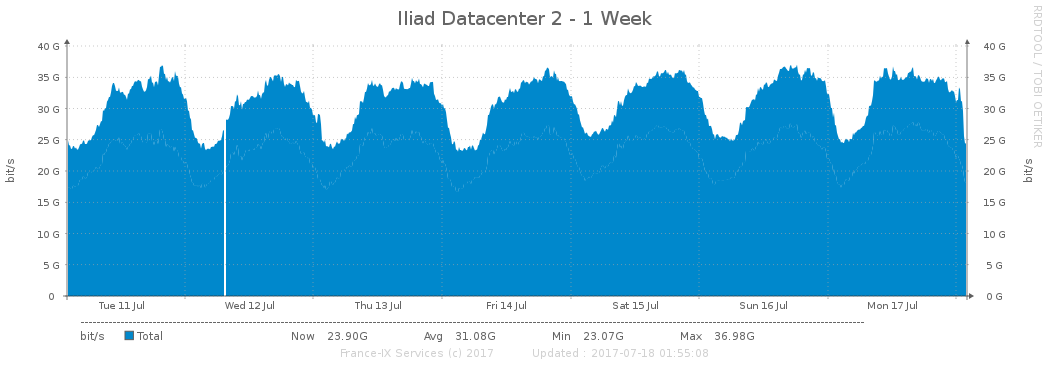 Iliad Datacenter 2 - 1 Week
RRDTOOL / TOBI OETIKER
40 G 40 G
35 G 35 G
30 G 30 G
25 G 25 G
20 G 20 G
15 G 15 G
10 G 10 G
5 G 5 G
0 0 G
bit/s bit/s
Tue 11 Jul Wed 12 Jul Thu 13 Jul Fri 14 Jul Sat 15 Jul Sun 16 Jul Mon 17 Jul
bit/s Total Now 23.90G Avg 31.08G Min 23.07G Max 36.98G
France-IX Services (c) 2017 Updated : 2017-07-18 01:55:08